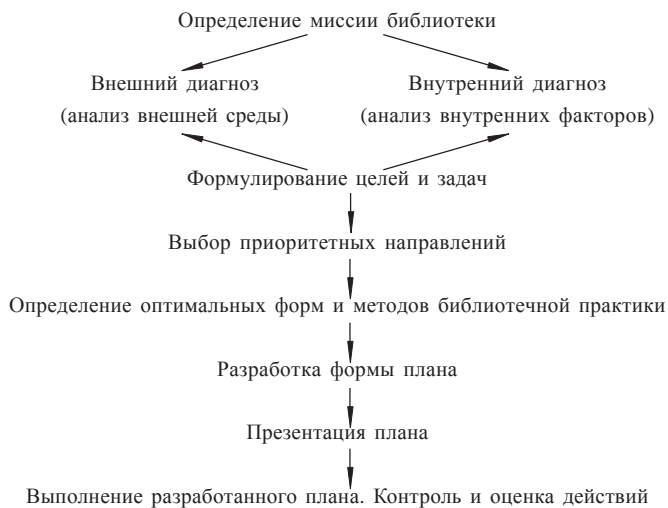 Определение миссии библиотеки
Внешний диагноз
(анализ внешней среды)
Внутренний диагноз
(анализ внутренних факторов)
Формулирование целей и задач
Выбор приоритетных направлений
Определение оптимальных форм и методов библиотечной практики
Разработка формы плана
Презентация плана
Выполнение разработанного плана. Контроль и оценка действий